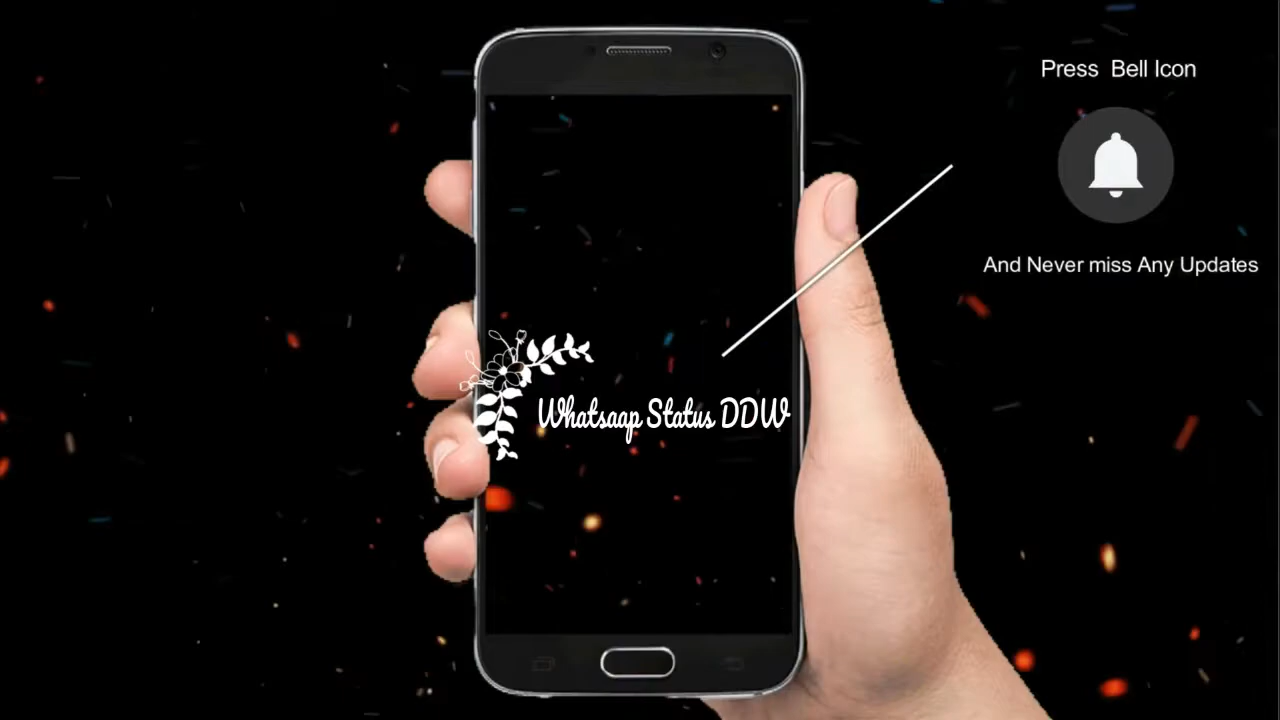 Press Bell Icon
And Never miss Any Updates
Whatsaap Status DDW